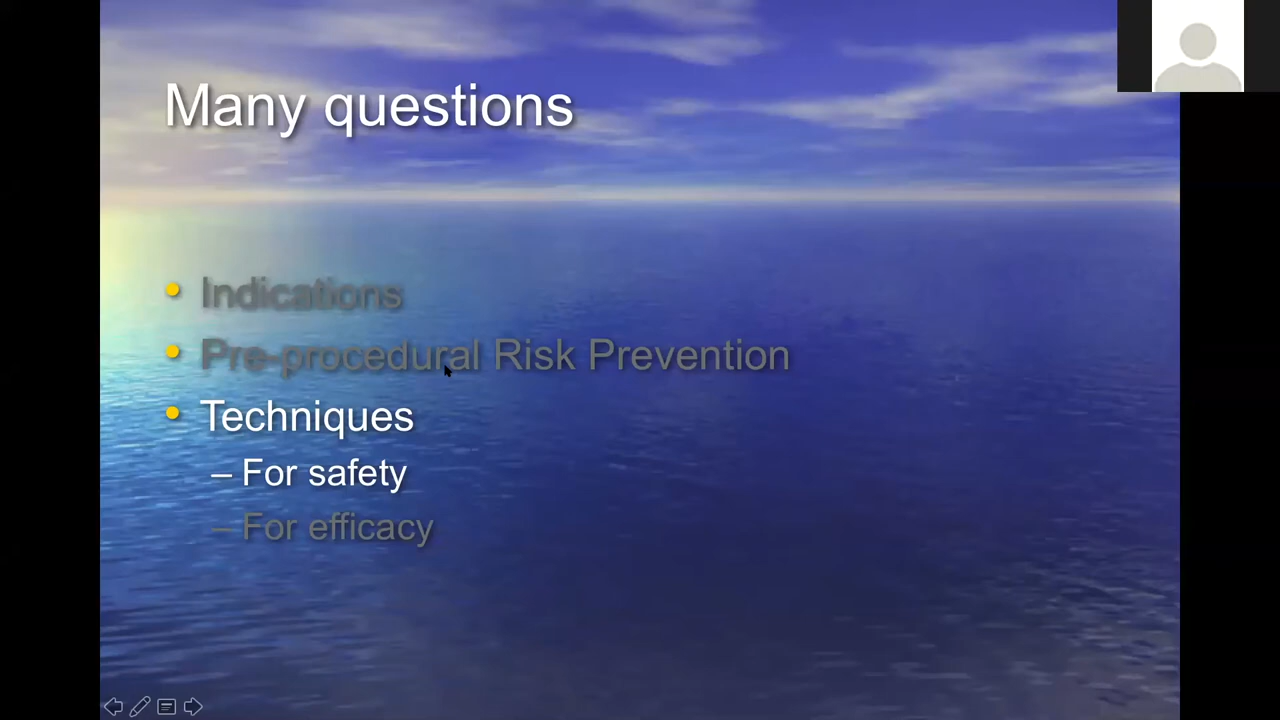 Many questions
• Indications
• Pre-procedural Risk Prevention
• Techniques
– For safety
– For efficacy